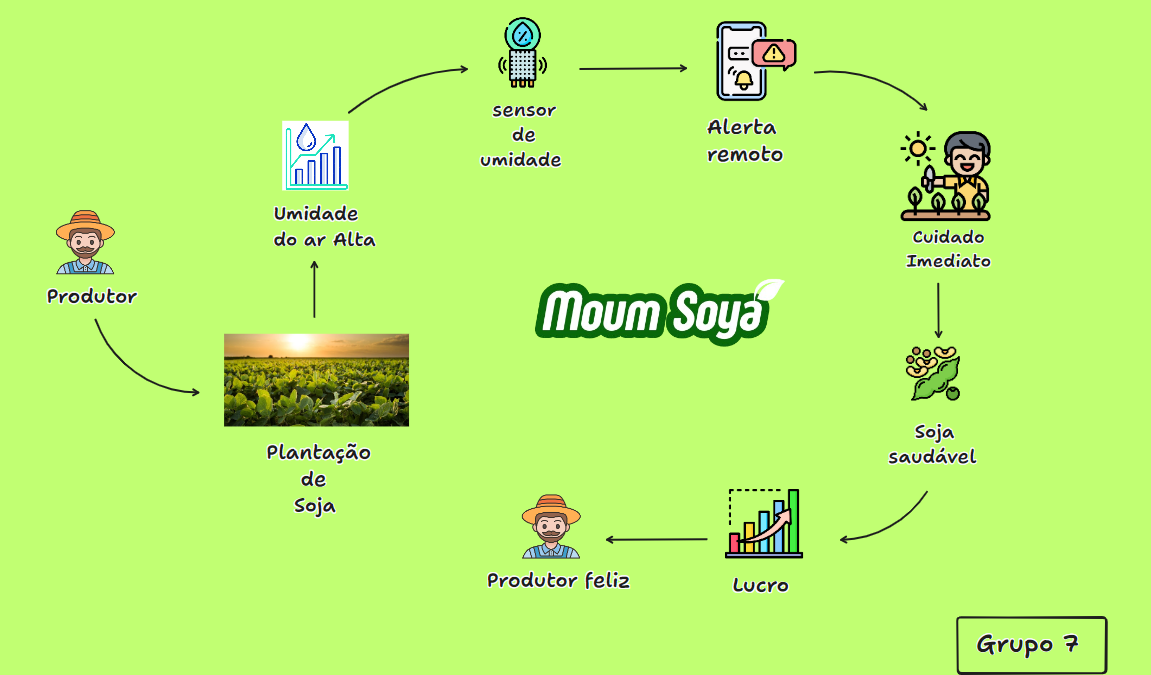 Produtor
Plantação
de
Soja
Umidade
do ar Alta
sensor
de
umidade
Alerta
remoto
Cuidado
Imediato
Soja
saudável
Lucro
Produtor feliz
Moum Soya
Grupo 7